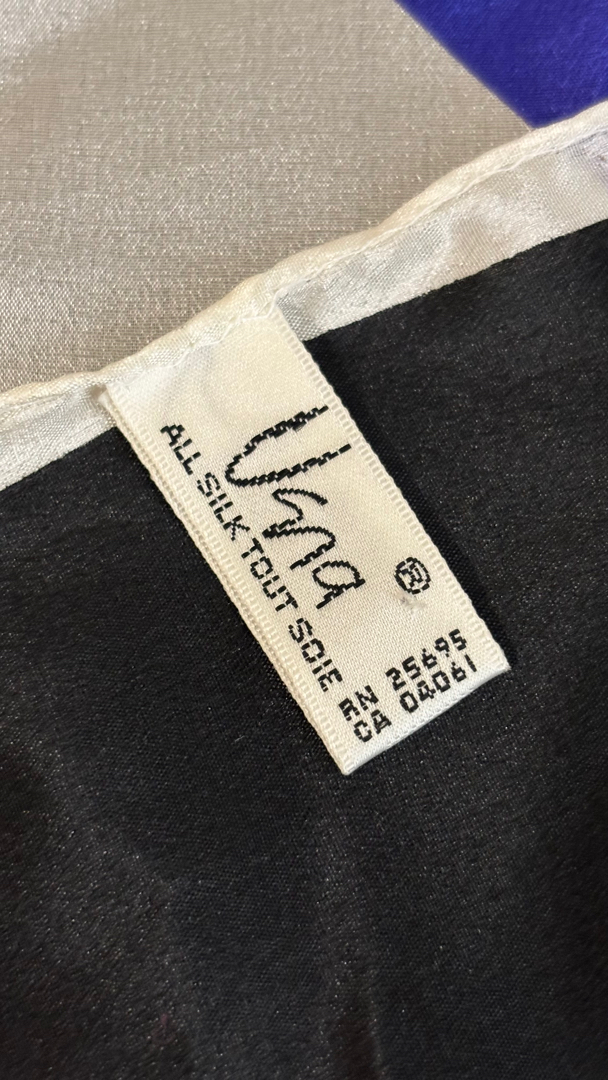 Vera
®
ALL SILK TOUT SOIE
RN 25695
CA 04061